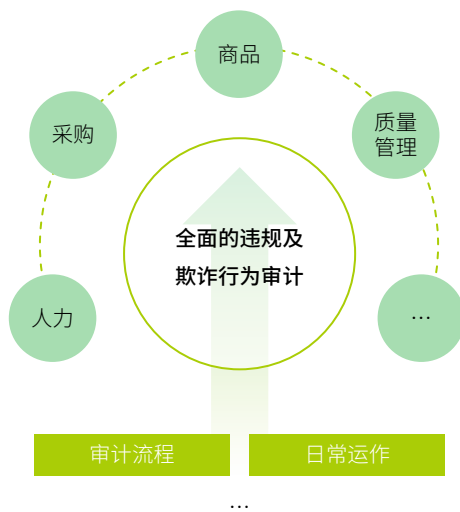 商品
采购
质量
管理
全面的违规及
欺诈行为审计
人力
…
审计流程
日常运作
…